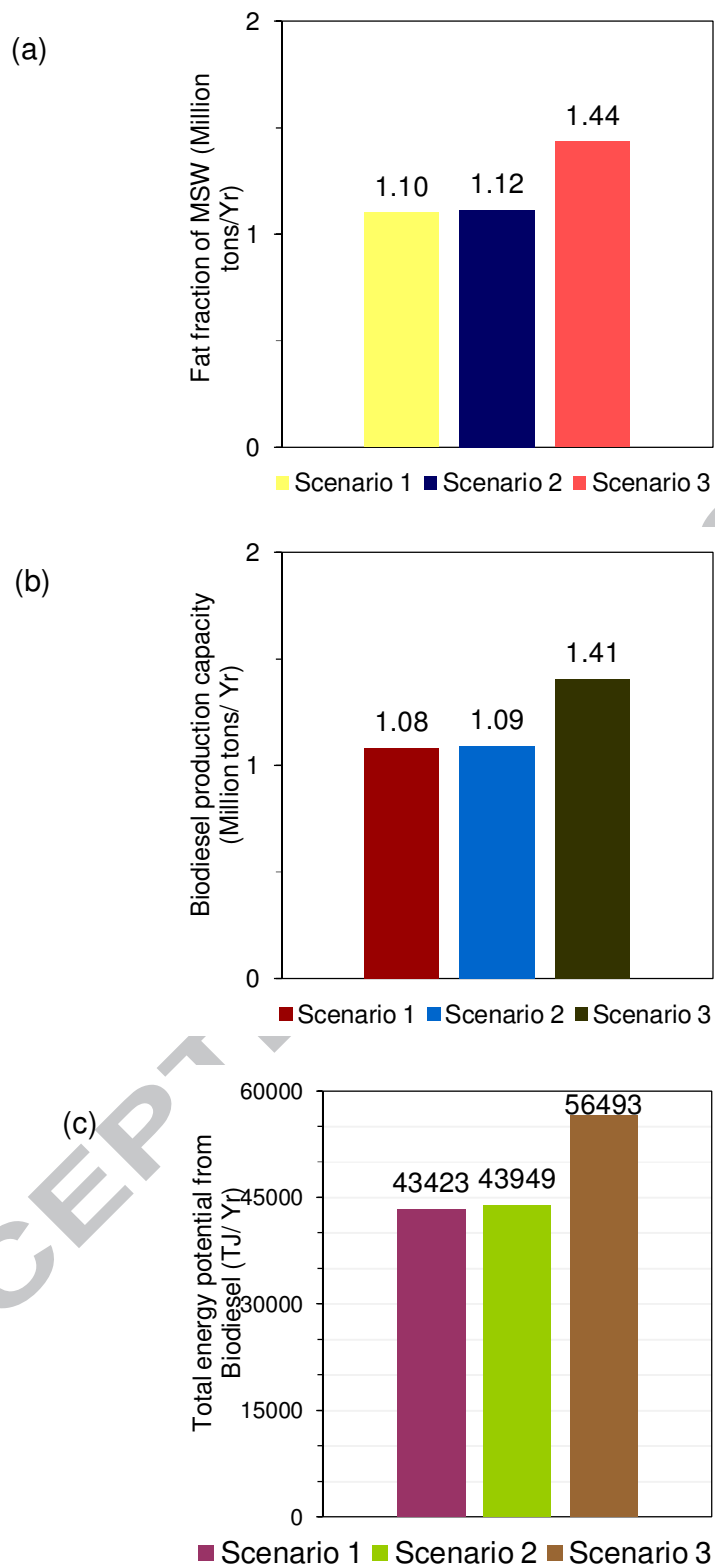 (a)
Fat fraction of MSW (Million
tons/Yr)
2
1
0
1.10
1.12
1.44
Scenario 1 Scenario 2 Scenario 3
(b)
Biodiesel production capacity
(Million tons/ Yr)
2
1
0
1.08
1.09
1.41
Scenario 1 Scenario 2 Scenario 3
(c)
Total energy potential from
Biodiesel (TJ/ Yr)
60000
45000
30000
15000
0
43423
43949
56493
Scenario 1 Scenario 2 Scenario 3
CEPT